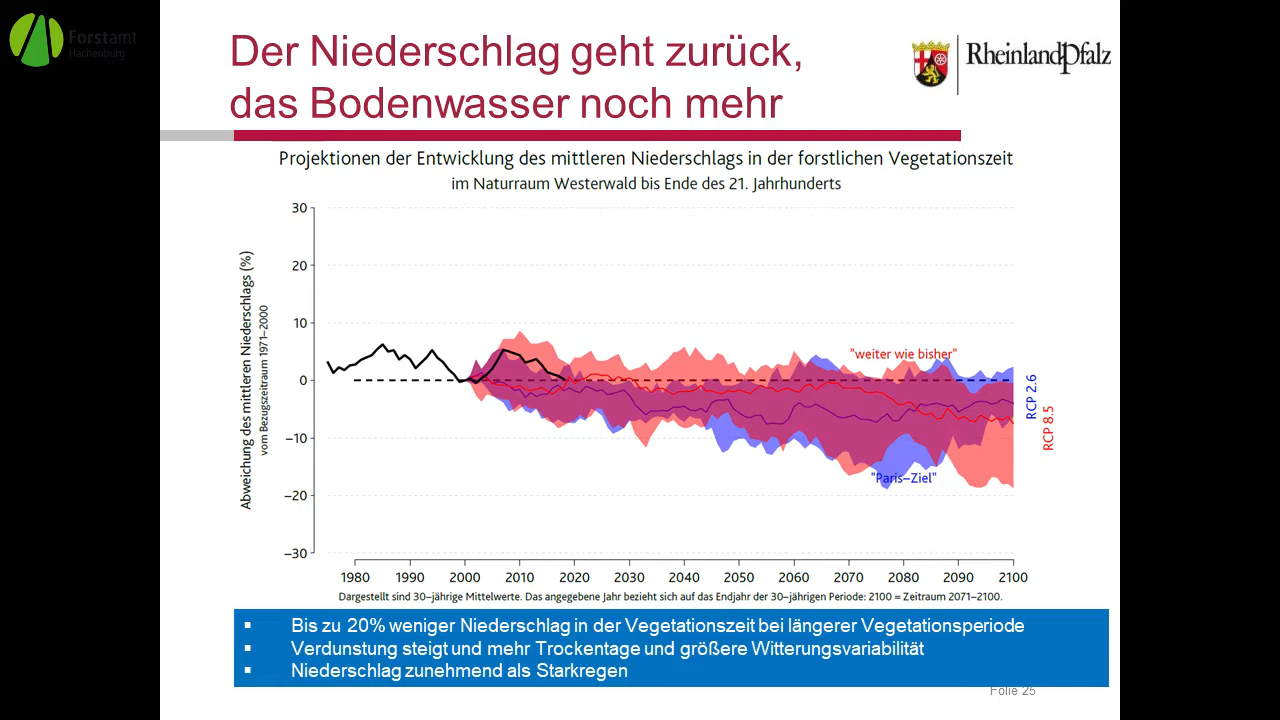 Forstamt
Hachenburg
Der Niederschlag geht zurück,
das Bodenwasser noch mehr
RheinlandPfalz
Projektionen der Entwicklung des mittleren Niederschlags in der forstlichen Vegetationszeit
im Naturraum Westerwald bis Ende des 21. Jahrhunderts
Abweichung des mittleren Niederschlags (%)
vom Bezugszeitraum 1971–2000
30
20
10
0
–10
–20
–30
"weiter wie bisher"
"Paris–Ziel"
RCP 2.6
RCP 8.5
1980 1990 2000 2010 2020 2030 2040 2050 2060 2070 2080 2090 2100
Dargestellt sind 30–jährige Mittelwerte. Das angegebene Jahr bezieht sich auf das Endjahr der 30–jährigen Periode: 2100 = Zeitraum 2071–2100.
▪ Bis zu 20% weniger Niederschlag in der Vegetationszeit bei längerer Vegetationsperiode
▪ Verdunstung steigt und mehr Trockentage und größere Witterungsvariabilität
▪ Niederschlag zunehmend als Starkregen
Folie 25